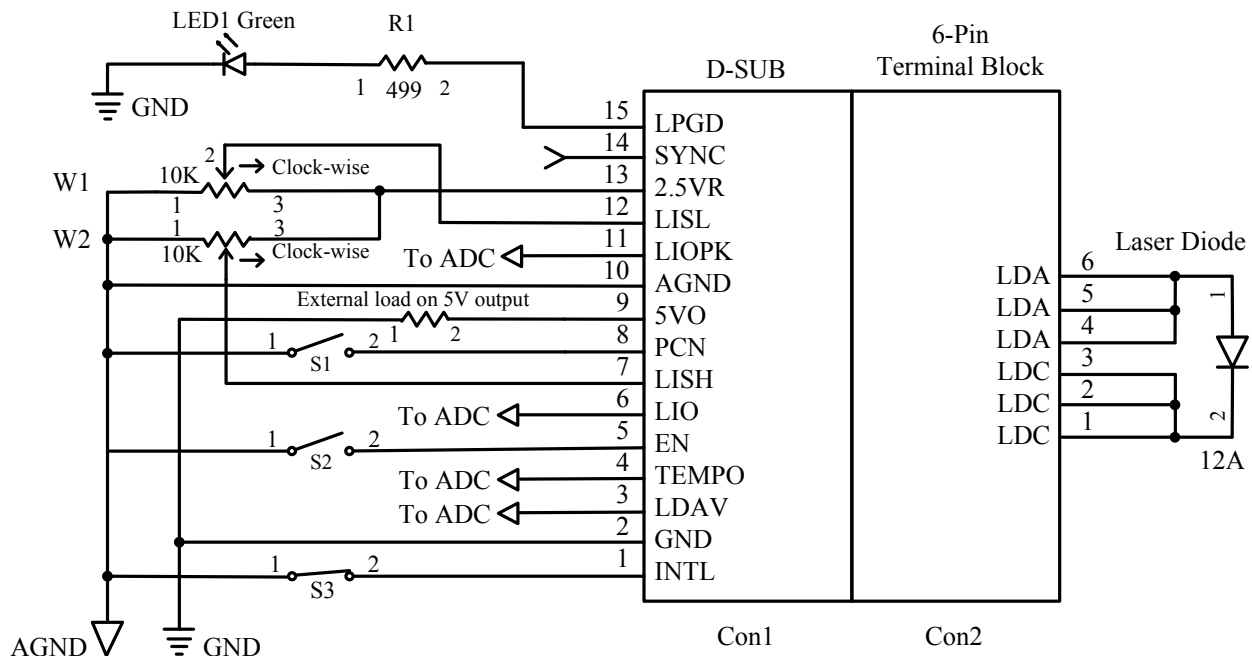 LED1 Green
R1
1 499 2
GND
D-SUB
6-Pin
Terminal Block
15 LPGD
14 SYNC
13 2.5VR
12 LISL
11 LIOPK
10 AGND
9 5VO
8 PCN
7 LISH
6 LIO
5 EN
4 TEMPO
3 LDAV
2 GND
1 INTL
W1
10K
2
Clock-wise
1
3
W2
1
3
10K
Clock-wise
To ADC
External load on 5V output
1 2
1 S1 2
To ADC
1 S2 2
To ADC
To ADC
1 S3 2
AGND
GND
Con1
Con2
Laser Diode
LDA 6
LDA 5
LDA 4
LDC 3
LDC 2
LDC 1
1
2
12A